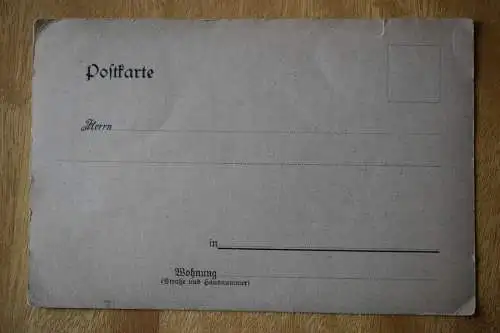 Postkarte
Herrn
in
Wohnung
(Straße und Hausnummer)